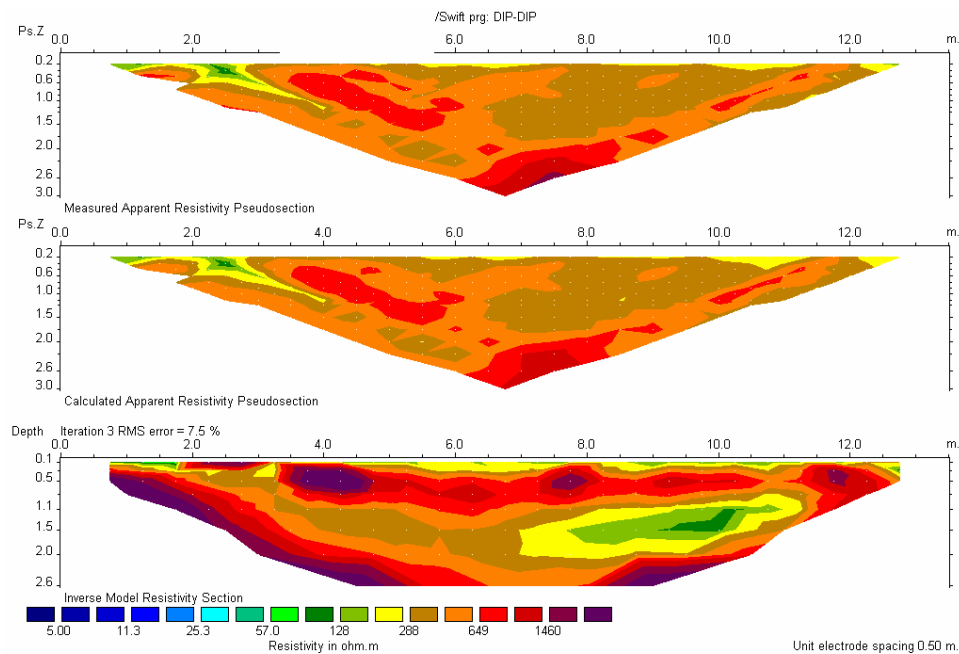 /Swift prg: DIP-DIP
Ps.Z
0.0 2.0 6.0 8.0 10.0 12.0 m.
0.2
0.6
1.0
1.5
2.0
2.6
3.0
Measured Apparent Resistivity Pseudosection
Ps.Z
0.0 2.0 4.0 6.0 8.0 10.0 12.0 m.
0.2
0.6
1.0
1.5
2.0
2.6
3.0
Calculated Apparent Resistivity Pseudosection
Depth Iteration 3 RMS error = 7.5 %
0.0 2.0 4.0 6.0 8.0 10.0 12.0 m.
0.1
0.5
1.1
1.5
2.0
2.6
Inverse Model Resistivity Section
5.00 11.3 25.3 57.0 128 288 649 1460
Resistivity in ohm.m Unit electrode spacing 0.50 m.